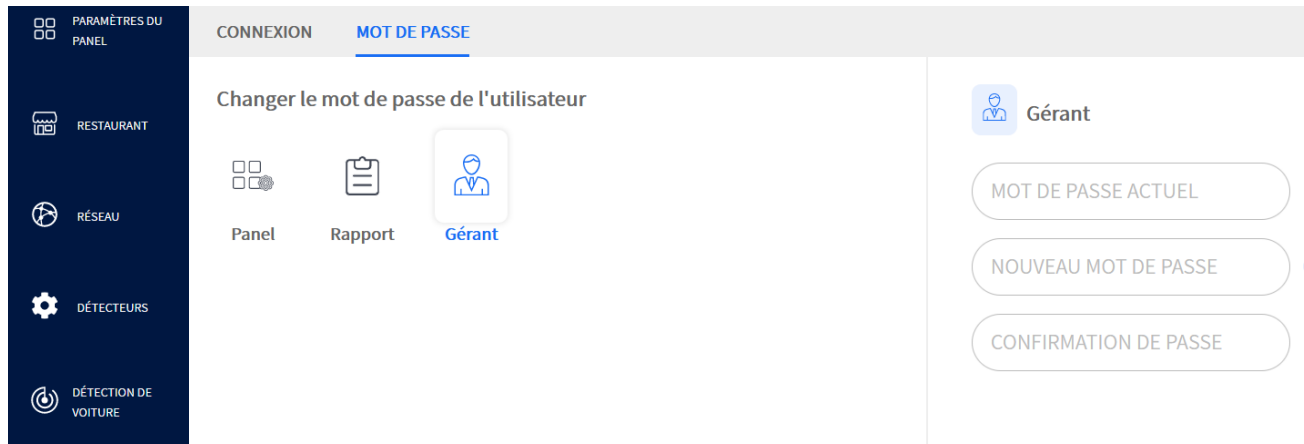 PARAMÈTRES DU
PANEL
RESTAURANT
RÉSEAU
DÉTECTEURS
DÉTECTION DE
VOITURE
CONNEXION MOT DE PASSE
Changer le mot de passe de l'utilisateur
Panel Rapport Gérant
Gérant
MOT DE PASSE ACTUEL
NOUVEAU MOT DE PASSE
CONFIRMATION DE PASSE